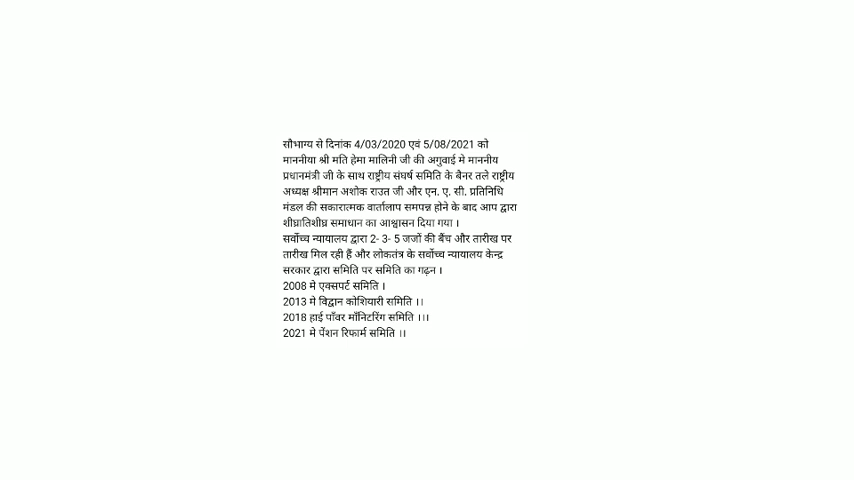 सौभाग्य से दिनांक 4/03/2020 एवं 5/08/2021 को
माननीया श्री मति हेमा मालिनी जी की अगुवाई मे माननीय
प्रधानमंत्री जी के साथ राष्ट्रीय संघर्ष समिति के बैनर तले राष्ट्रीय
अध्यक्ष श्रीमान अशोक राउत जी और एन. ए. सी. प्रतिनिधि
मंडल की सकारात्मक वार्तालाप समपन्न होने के बाद आप द्वारा
शीघ्रातिशीघ्र समाधान का आश्वासन दिया गया ।
सर्वोच्च न्यायालय द्वारा 2- 3- 5 जजों की बैंच और तारीख पर
तारीख मिल रही हैं और लोकतंत्र के सर्वोच्च न्यायालय केन्द्र
सरकार द्वारा समिति पर समिति का गढ़न ।
2008 मे एक्सपर्ट समिति ।
2013 मे विद्वान कोशियारी समिति ।।
2018 हाई पाँवर माँनिटरिंग समिति ।।।
2021 मे पेंशन रिफार्म समिति ।।